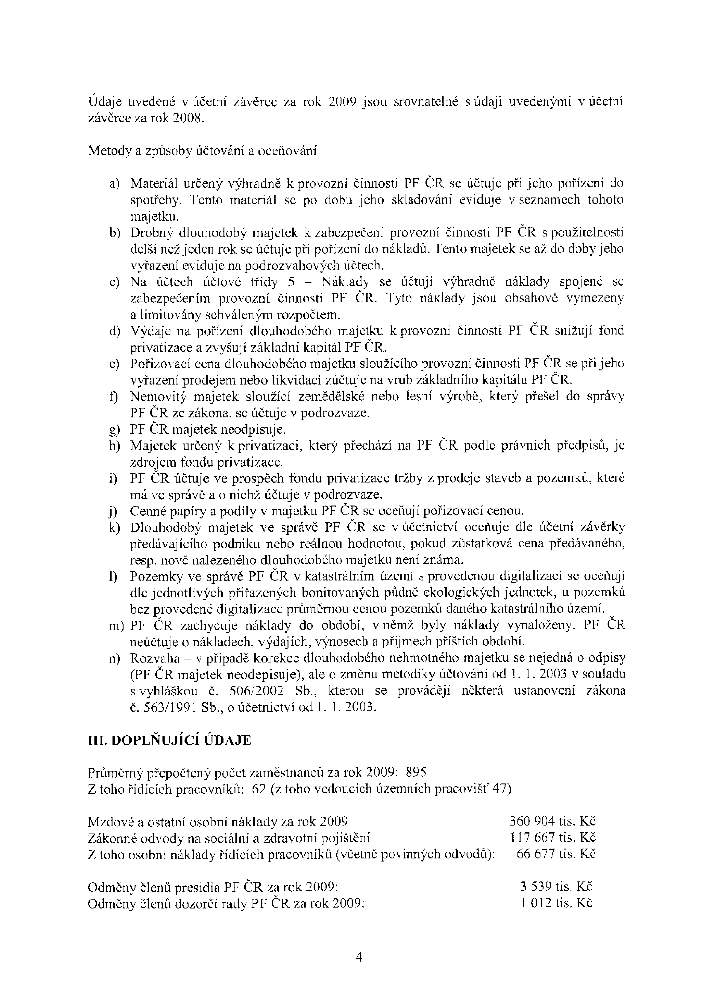 Údaje uvedené v účetní závěrce za rok 2009 jsou srovnatelné s údaji uvedenými v účetní
závěrce za rok 2008.
Metody a způsoby účtování a oceňování
a) Materiál určený výhradně k provozní činnosti PF ČR se účtuje při jeho pořízení do
spotřeby. Tento materiál se po dobu jeho skladování eviduje v seznamech tohoto
majetku.
b) Drobný dlouhodobý majetek k zabezpečení provozní činnosti PF ČR s použitelností
delší než jeden rok se účtuje při pořízení do nákladů. Tento majetek se až do doby jeho
vyřazení eviduje na podrozvahových účtech.
c) Na účtech účtové třídy 5 – Náklady se účtují výhradně náklady spojené se
zabezpečením provozní činnosti PF ČR. Tyto náklady jsou obsahově vymezeny
a limitovány schváleným rozpočtem.
d) Výdaje na pořízení dlouhodobého majetku k provozní činnosti PF ČR snižují fond
privatizace a zvyšují základní kapitál PF ČR.
e) Pořizovací cena dlouhodobého majetku sloužícího provozní činnosti PF ČR se při jeho
vyřazení prodejem nebo likvidací zúčtuje na vrub základního kapitálu PF ČR.
f) Nemovitý majetek sloužící zemědělské nebo lesní výrobě, který přešel do správy
PF ČR ze zákona, se účtuje v podrozvaze.
g) PF ČR majetek neodpisuje.
h) Majetek určený k privatizaci, který přechází na PF ČR podle právních předpisů, je
zdrojem fondu privatizace.
i) PF ČR účtuje ve prospěch fondu privatizace tržby z prodeje staveb a pozemků, které
má ve správě a o nichž účtuje v podrozvaze.
j) Cenné papíry a podíly v majetku PF ČR se oceňují pořizovací cenou.
k) Dlouhodobý majetek ve správě PF ČR se v účetnictví oceňuje dle účetní závěrky
předávajícího podniku nebo reálnou hodnotou, pokud zůstatková cena předávaného,
resp. nově nalezeného dlouhodobého majetku není známa.
l) Pozemky ve správě PF ČR v katastrálním území s provedenou digitalizací se oceňují
dle jednotlivých přiřazených bonitovaných půdně ekologických jednotek, u pozemků
bez provedené digitalizace průměrnou cenou pozemků daného katastrálního území.
m) PF ČR zachycuje náklady do období, v němž byly náklady vynaloženy. PF ČR
neúčtuje o nákladech, výdajích, výnosech a příjmech příštích období.
n) Rozvaha – v případě korekce dlouhodobého nehmotného majetku se nejedná o odpisy
(PF ČR majetek neodepisuje), ale o změnu metodiky účtování od 1. 1. 2003 v souladu
s vyhláškou č. 506/2002 Sb., kterou se provádějí některá ustanovení zákona
č. 563/1991 Sb., o účetnictví od 1. 1. 2003.
III. DOPLŇUJÍCÍ ÚDAJE
Průměrný přepočtený počet zaměstnanců za rok 2009: 895
Z toho řídících pracovníků: 62 (z toho vedoucích územních pracovišť 47)
Mzdové a ostatní osobní náklady za rok 2009 360 904 tis. Kč
Zákonné odvody na sociální a zdravotní pojištění 117 667 tis. Kč
Z toho osobní náklady řídících pracovníků (včetně povinných odvodů): 66 677 tis. Kč
Odměny členů presidia PF ČR za rok 2009: 3 539 tis. Kč
Odměny členů dozorčí rady PF ČR za rok 2009: 1 012 tis. Kč
4